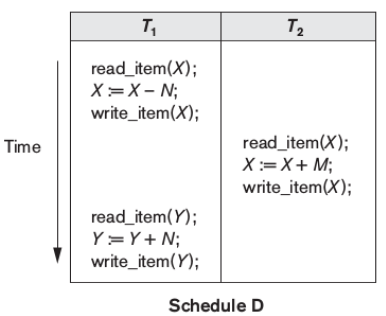 T₁ T₂
read_item(X);
X := X – N;
write_item(X);
Time
read_item(X);
X := X + M;
write_item(X);
read_item(Y);
Y := Y + N;
write_item(Y);
Schedule D